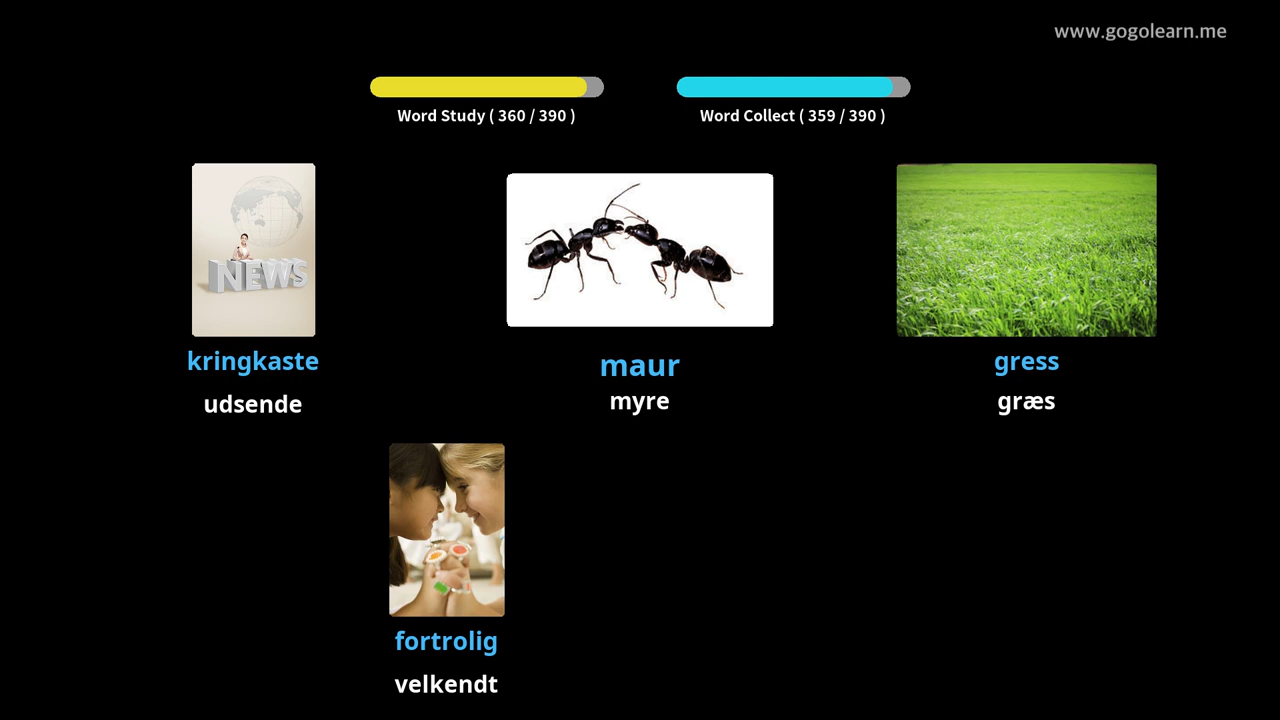 www.gogolearn.me
Word Study ( 360 / 390 )
Word Collect ( 359 / 390 )
NEWS
kringkaste
udsende
maur
myre
gress
græs
fortrolig
velkendt